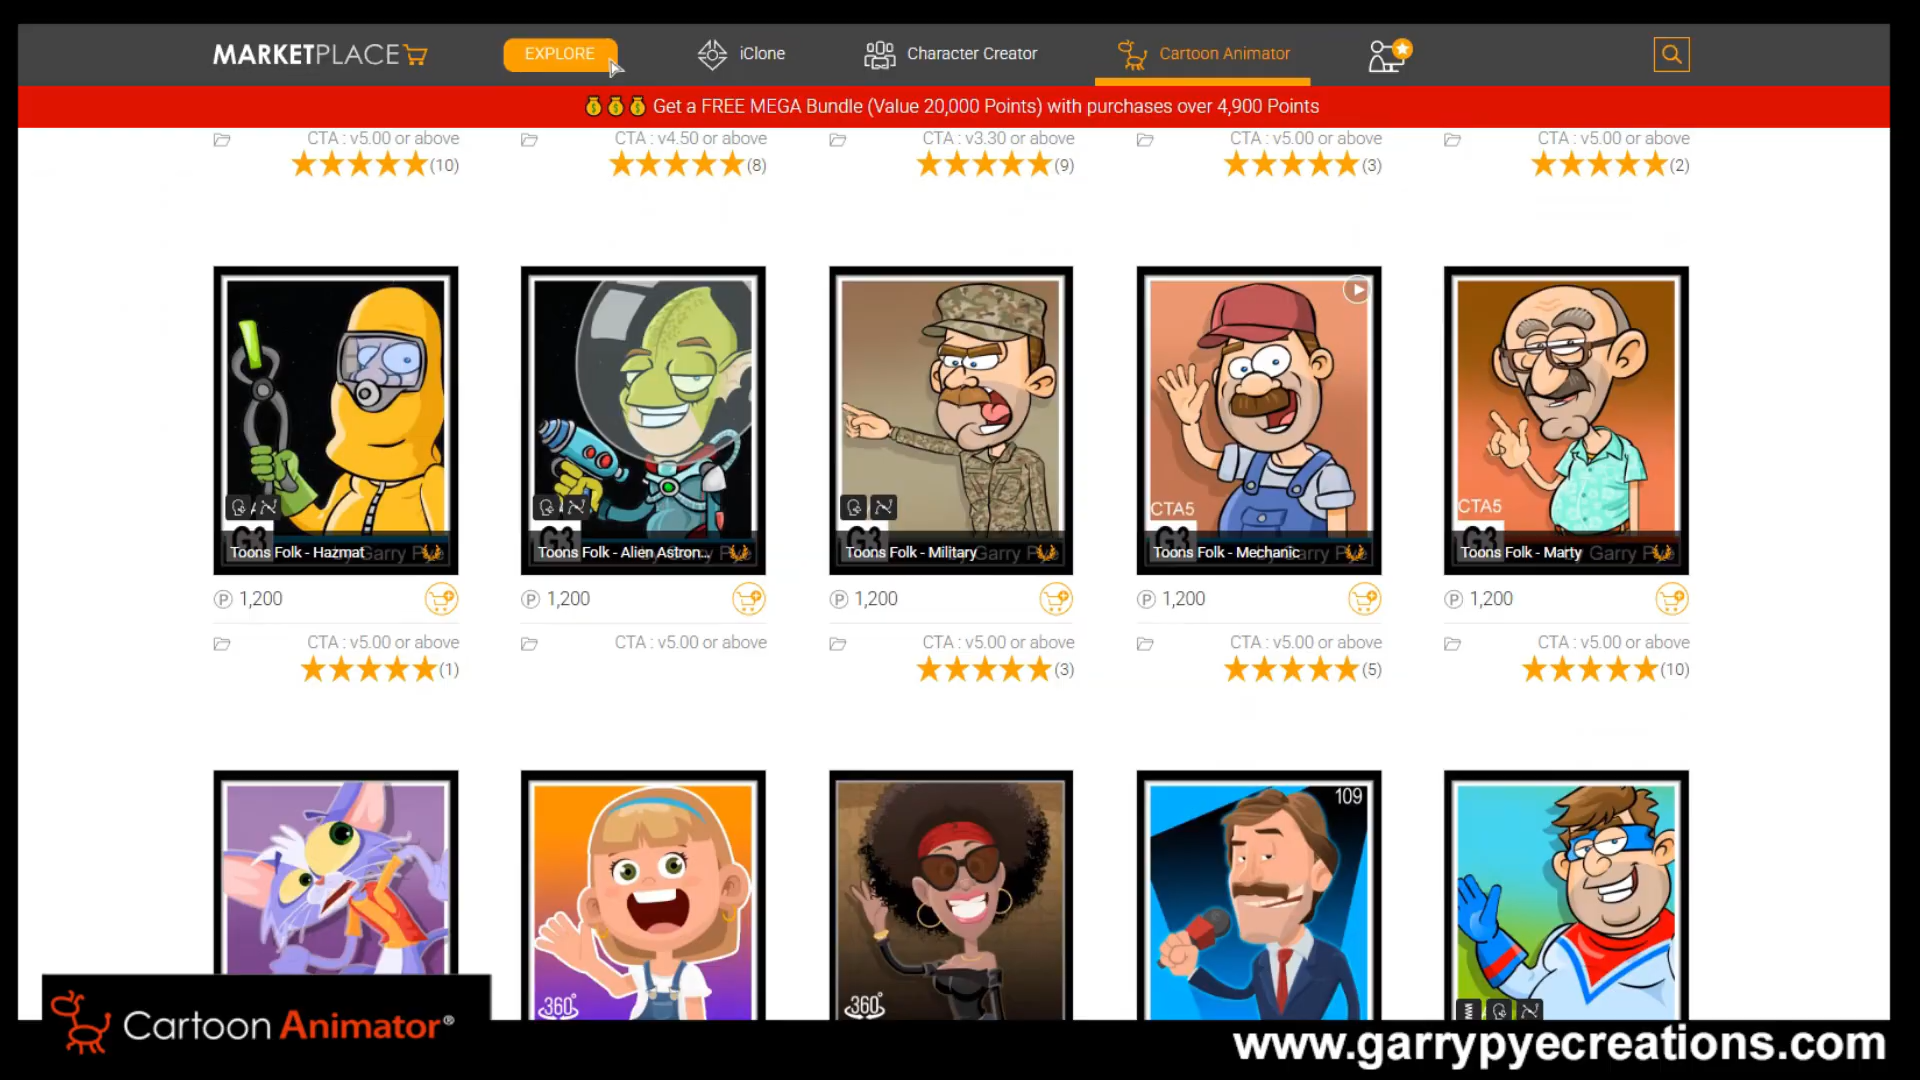 MARKETPLACE
EXPLORE
iClone
Character Creator
Cartoon Animator
Get a FREE MEGA Bundle (Value 20,000 Points) with purchases over 4,900 Points
CTA : v5.00 or above
(10)
CTA : v4.50 or above
(8)
CTA : v3.30 or above
(9)
CTA : v5.00 or above
(3)
CTA : v5.00 or above
(2)
Toons Folk - Hazmat
Garry
P 1,200
CTA : v5.00 or above
(1)
Toons Folk - Alien Astron...
P 1,200
CTA : v5.00 or above
Toons Folk - Military
Garry
P 1,200
CTA : v5.00 or above
(3)
CTA5
Toons Folk - Mechanic
P 1,200
CTA : v5.00 or above
(5)
CTA5
Toons Folk - Marty
Garry
P 1,200
CTA : v5.00 or above
(10)
360°
360°
109
Cartoon Animator®
www.garrypyecreations.com